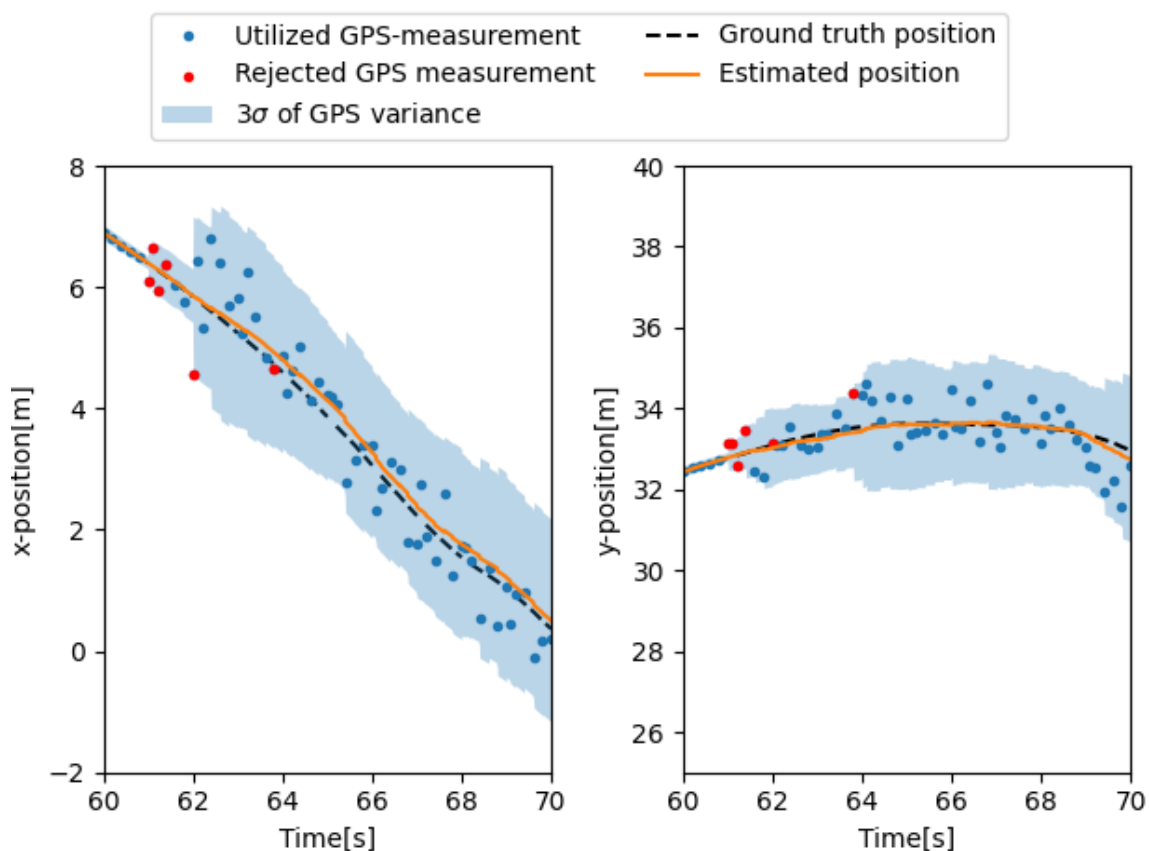 Utilized GPS-measurement
Rejected GPS measurement
3σ of GPS variance
Ground truth position
Estimated position
x-position[m]
8
6
4
2
0
−2
60 62 64 66 68 70
Time[s]
y-position[m]
40
38
36
34
32
30
28
26
60 62 64 66 68 70
Time[s]